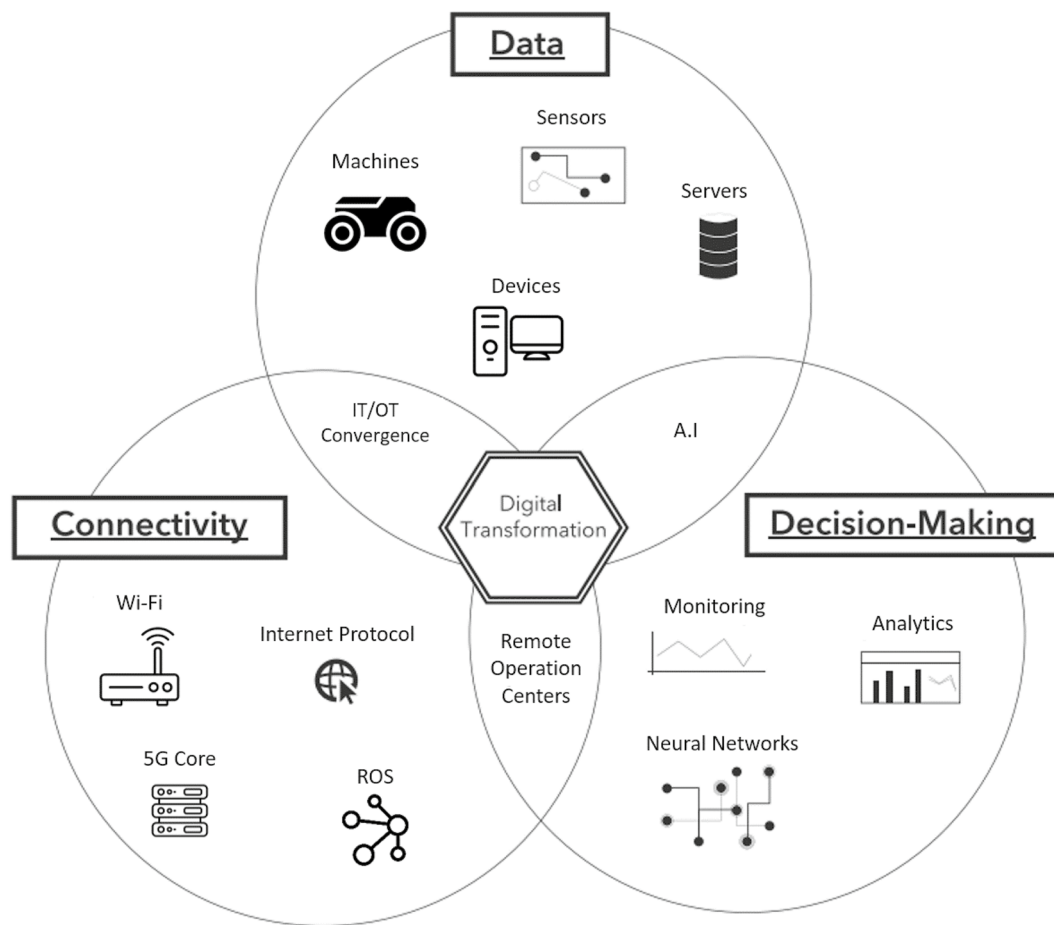 Data
Sensors
Machines
Servers
Devices
IT/OT
Convergence
A.I
Digital
Transformation
Connectivity
Decision-Making
Wi-Fi
Internet Protocol
Remote
Operation
Centers
Monitoring
Analytics
5G Core
ROS
Neural Networks